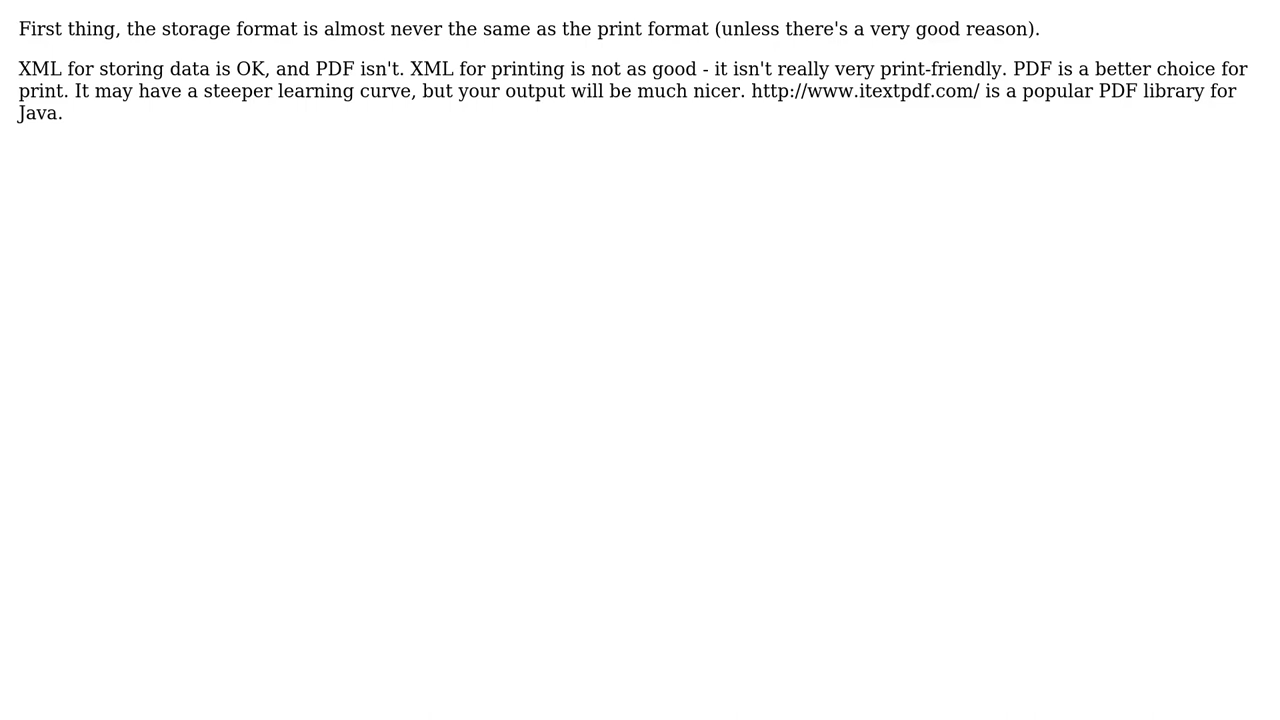 First thing, the storage format is almost never the same as the print format (unless there's a very good reason).
XML for storing data is OK, and PDF isn't. XML for printing is not as good - it isn't really very print-friendly. PDF is a better choice for
print. It may have a steeper learning curve, but your output will be much nicer. http://www.itextpdf.com/ is a popular PDF library for
Java.